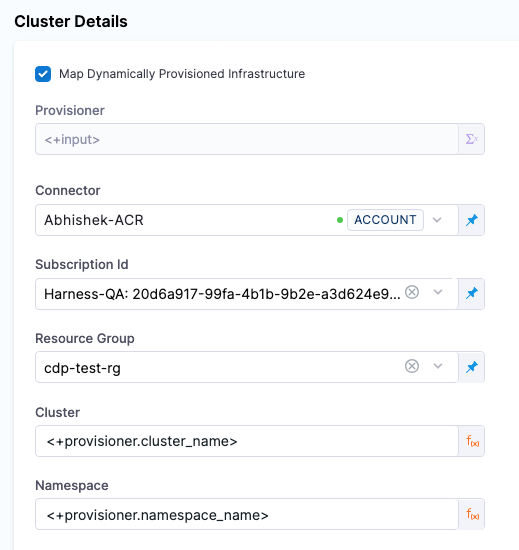 Cluster Details
Map Dynamically Provisioned Infrastructure
Provisioner
<+input>
Connector
Abhishek-ACR ACCOUNT
Subscription Id
Harness-QA: 20d6a917-99fa-4b1b-9b2e-a3d624e9...
Resource Group
cdp-test-rg
Cluster
<+provisioner.cluster_name> f(x)
Namespace
<+provisioner.namespace_name> f(x)